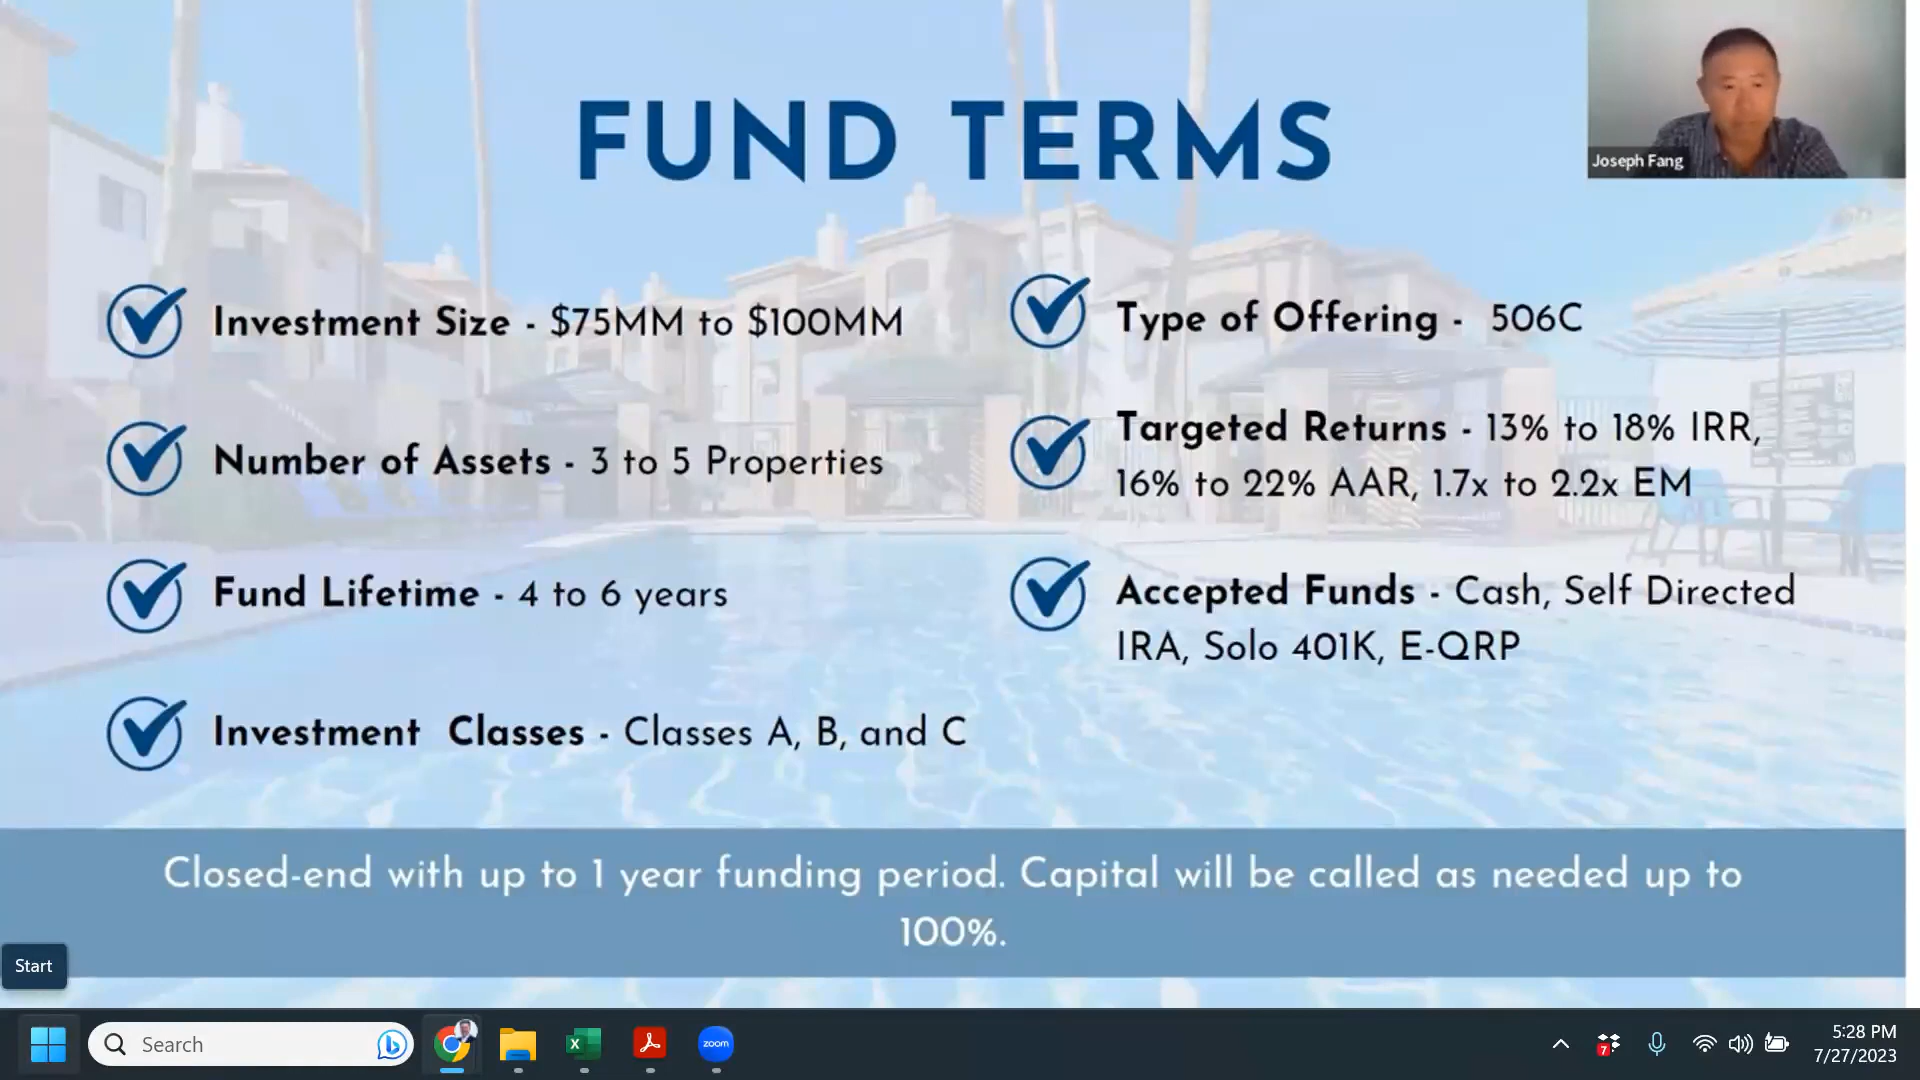 FUND TERMS
Joseph Fang
Investment Size - $75MM to $100MM
Number of Assets - 3 to 5 Properties
Fund Lifetime - 4 to 6 years
Investment Classes - Classes A, B, and C
Type of Offering - 506C
Targeted Returns - 13% to 18% IRR,
16% to 22% AAR, 1.7x to 2.2x EM
Accepted Funds - Cash, Self Directed
IRA, Solo 401K, E-QRP
Closed-end with up to 1 year funding period. Capital will be called as needed up to
100%.
Start
Search
zoom
7
5:28 PM
7/27/2023